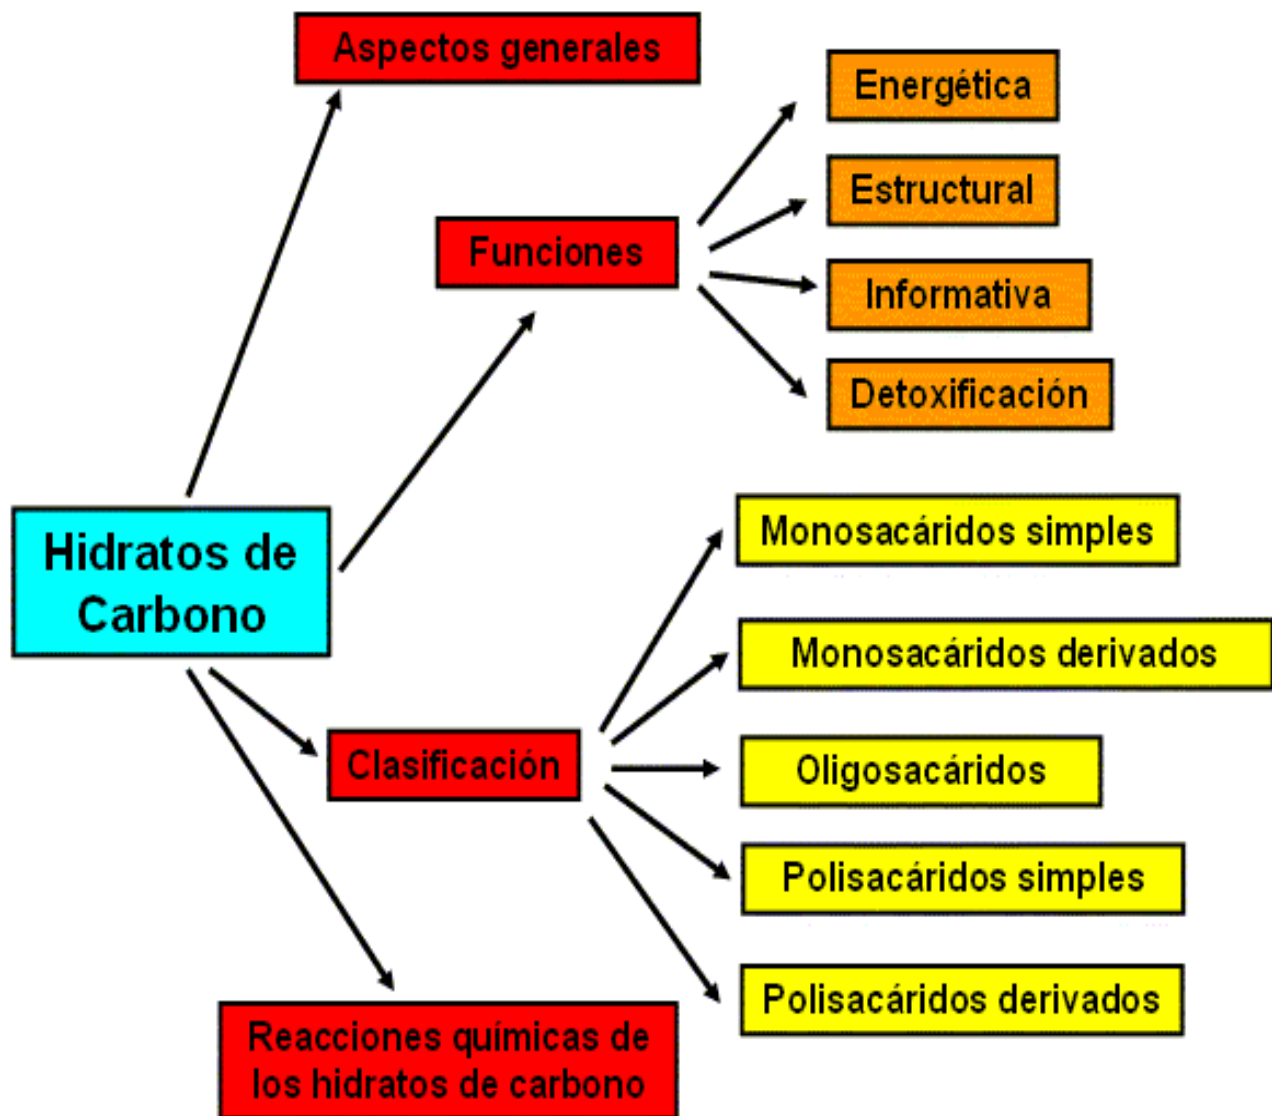 Aspectos generales
Energética
Estructural
Funciones
Informativa
Detoxificación
Hidratos de
Carbono
Monosacáridos simples
Monosacáridos derivados
Clasificación
Oligosacáridos
Polisacáridos simples
Polisacáridos derivados
Reacciones químicas de
los hidratos de carbono